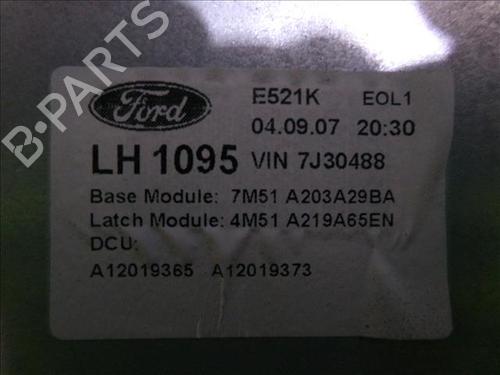 Ford
E521K EOL1
04.09.07 20:30
LH 1095 VIN 7J30488
Base Module: 7M51 A203A29BA
Latch Module: 4M51 A219A65EN
DCU:
A12019365 A12019373
B-PARTS